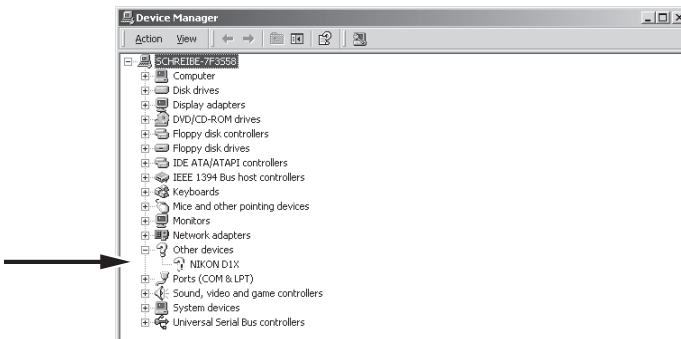 Device Manager
Action View
SCHREIBE-7F3S58
Computer
Disk drives
Display adapters
DVD/CD-ROM drives
Floppy disk controllers
Floppy disk drives
IDE ATA/ATAPI controllers
IEEE 1394 Bus host controllers
Keyboards
Mice and other pointing devices
Monitors
Network adapters
Other devices
NIKON D1X
Ports (COM & LPT)
Sound, video and game controllers
System devices
Universal Serial Bus controllers